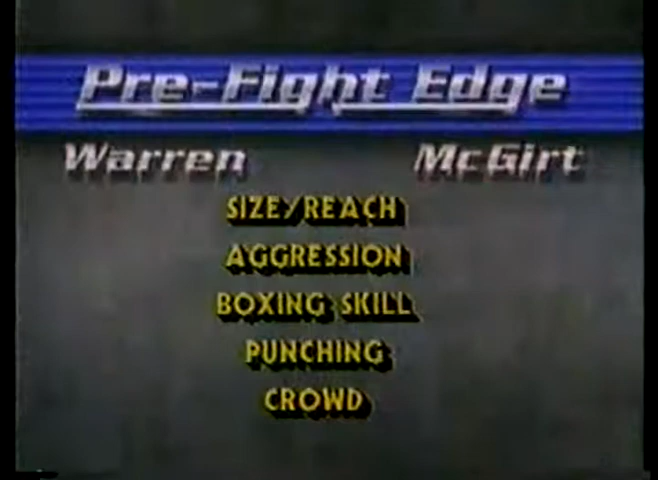 Pre-Fight Edge
Warren McGirt
SIZE/REACH
AGGRESSION
BOXING SKILL
PUNCHING
CROWD